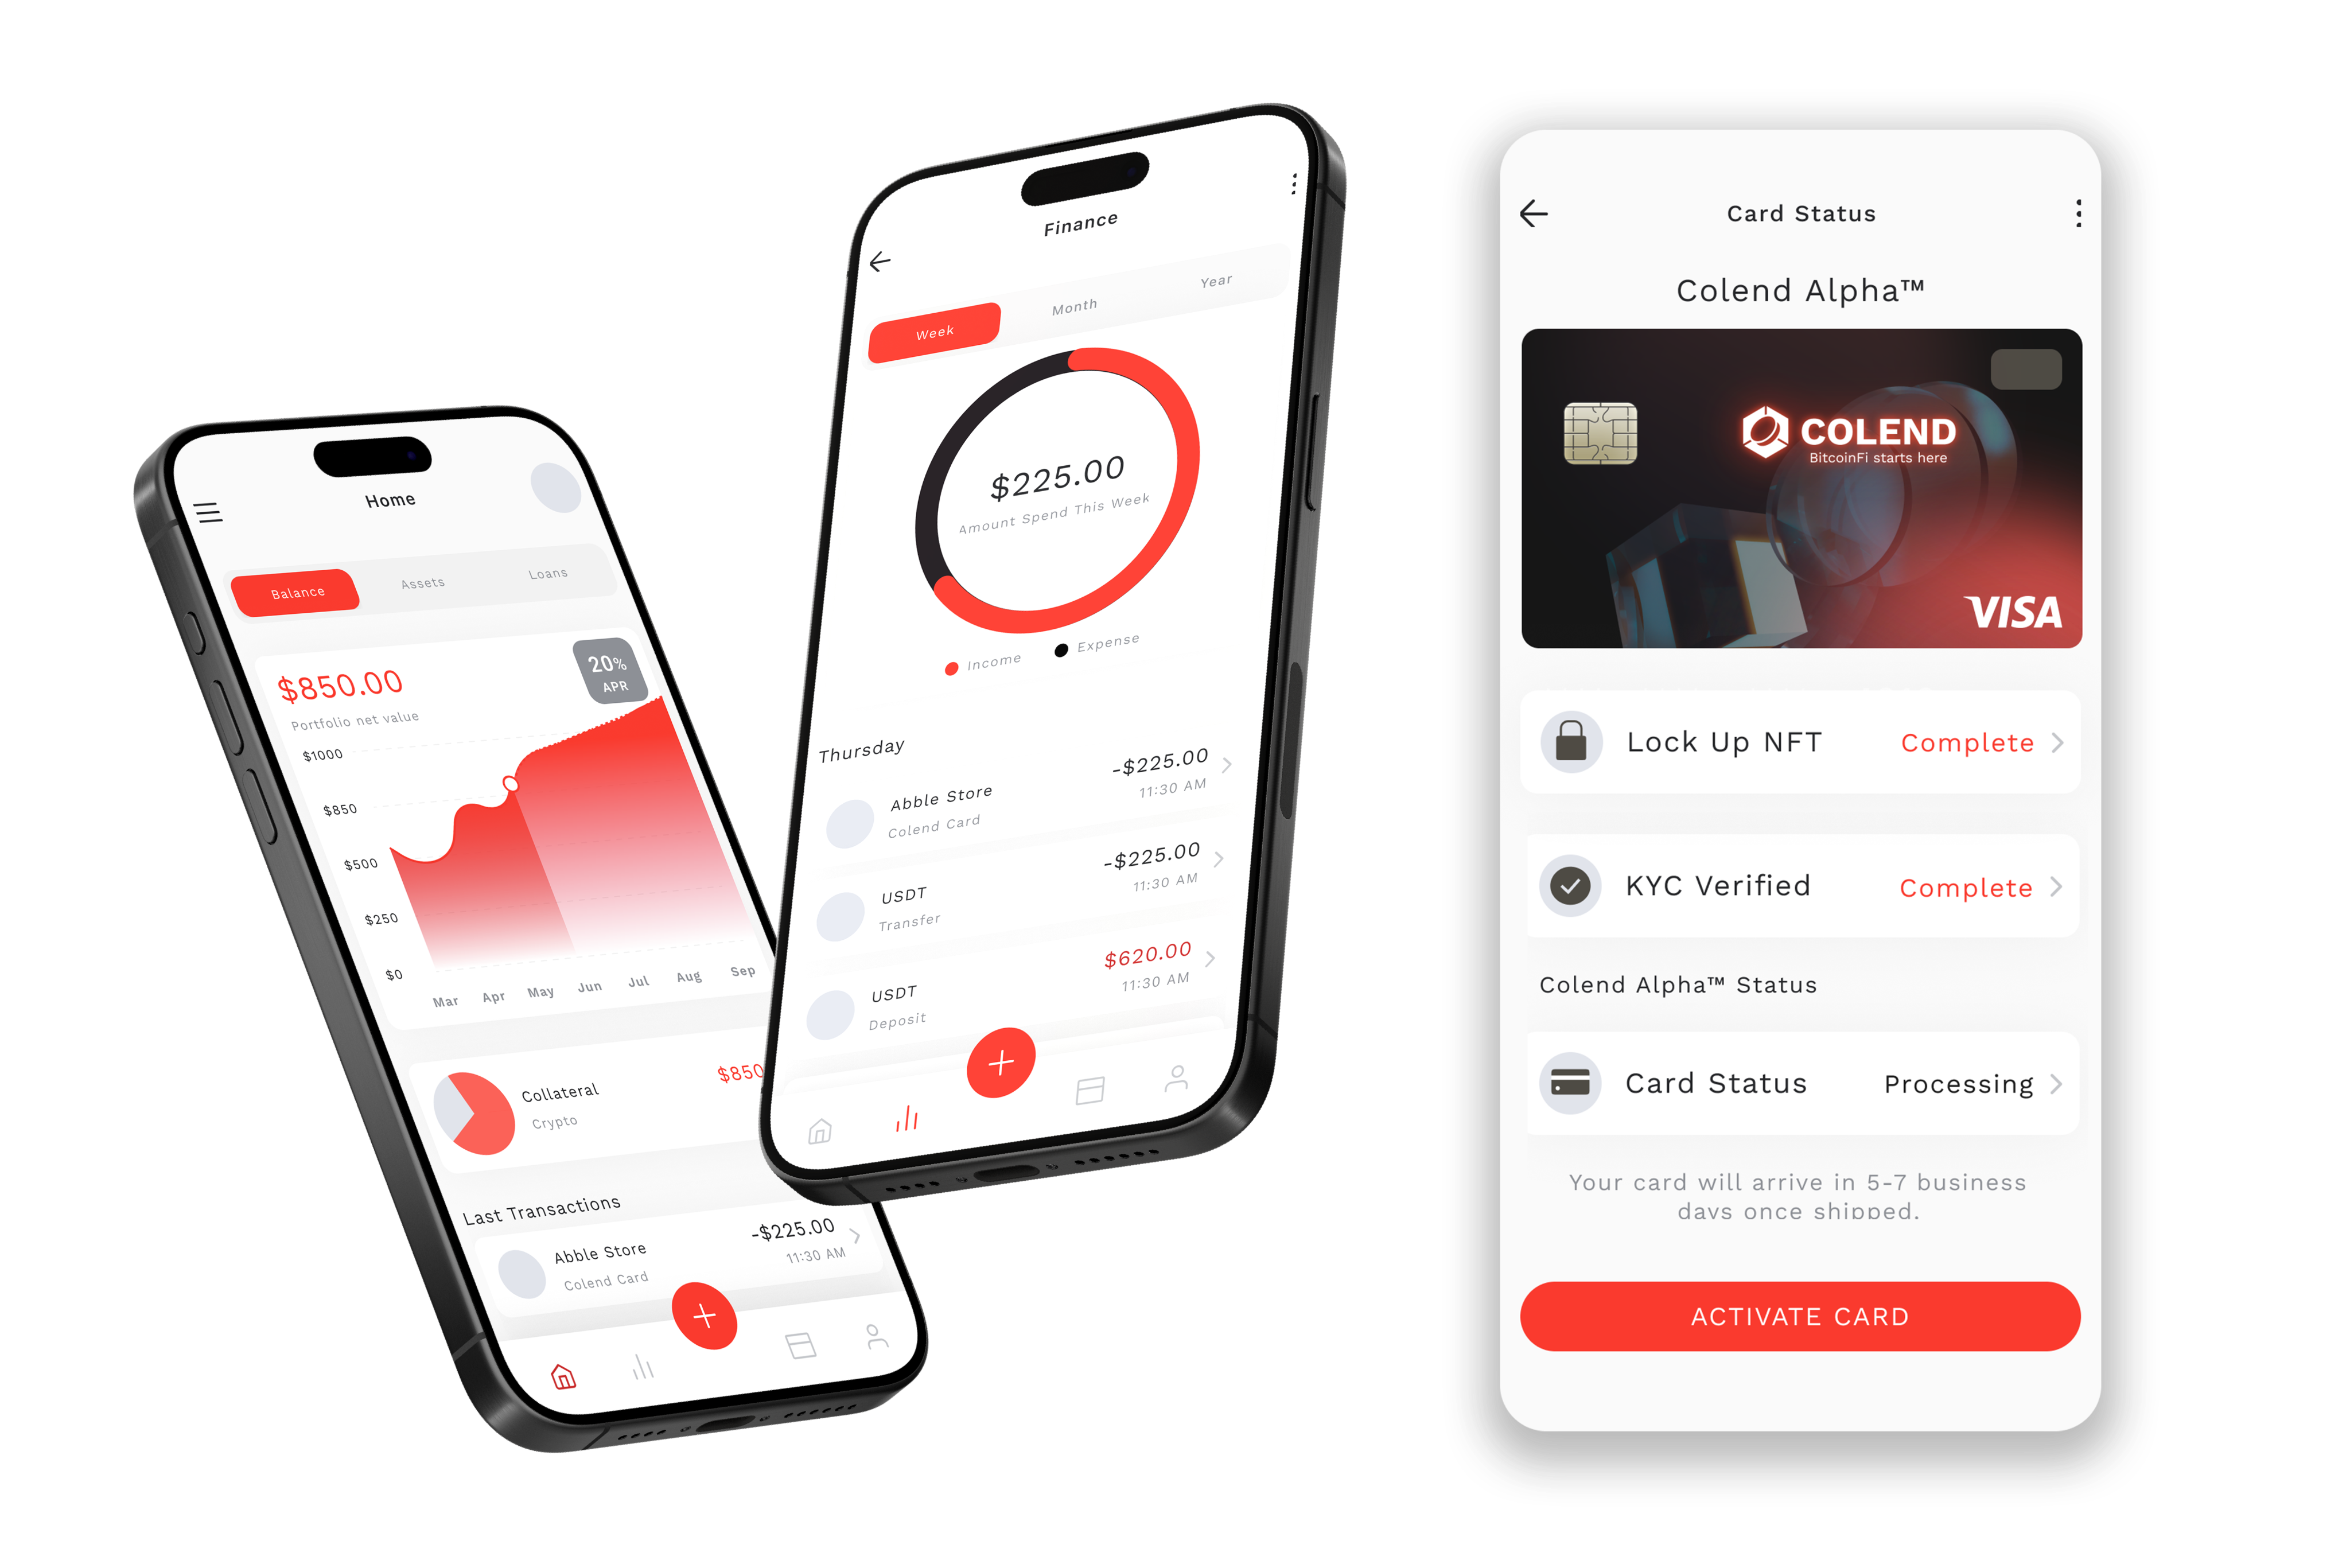 Home
Balance
Assets
Loans
$850.00
Portfolio net value
20%
APR
$1000
$850
$500
$250
$0
Mar Apr May Jun Jul Aug Sep
Collateral
Crypto
$850
Last Transactions
Abble Store
Colend Card
-$225.00
11:30 AM
Finance
Week
Month
Year
$225.00
Amount Spend This Week
Income
Expense
Thursday
Abble Store
Colend Card
-$225.00
11:30 AM
USDT
Transfer
-$225.00
11:30 AM
USDT
Deposit
$620.00
11:30 AM
Card Status
Colend Alpha™
COLEND
BitcoinFi starts here
VISA
Lock Up NFT
Complete
KYC Verified
Complete
Colend Alpha™ Status
Card Status
Processing
Your card will arrive in 5-7 business
days once shipped.
ACTIVATE CARD